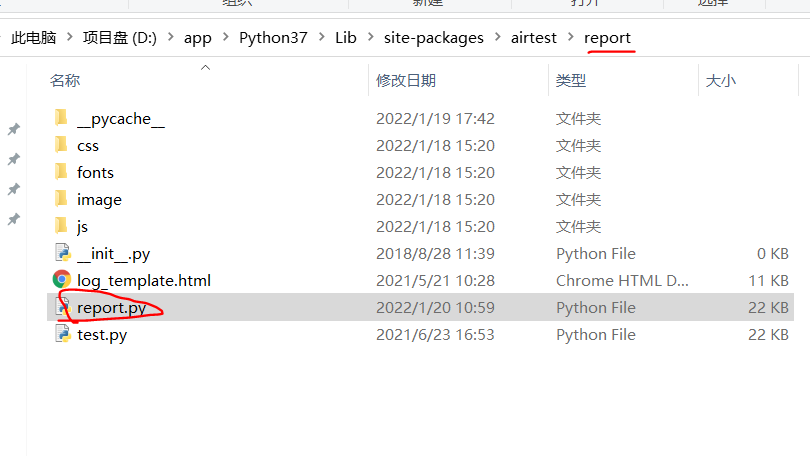 组织 新建 打开 选择
此电脑 > 项目盘 (D:) > app > Python37 > Lib > site-packages > airtest > report
名称 修改日期 类型 大小
__pycache__ 2022/1/19 17:42 文件夹
css 2022/1/18 15:20 文件夹
fonts 2022/1/18 15:20 文件夹
image 2022/1/18 15:20 文件夹
js 2022/1/18 15:20 文件夹
__init__.py 2018/8/28 11:39 Python File 0 KB
log_template.html 2021/5/21 10:28 Chrome HTML D... 11 KB
report.py 2022/1/20 10:59 Python File 22 KB
test.py 2021/6/23 16:53 Python File 22 KB